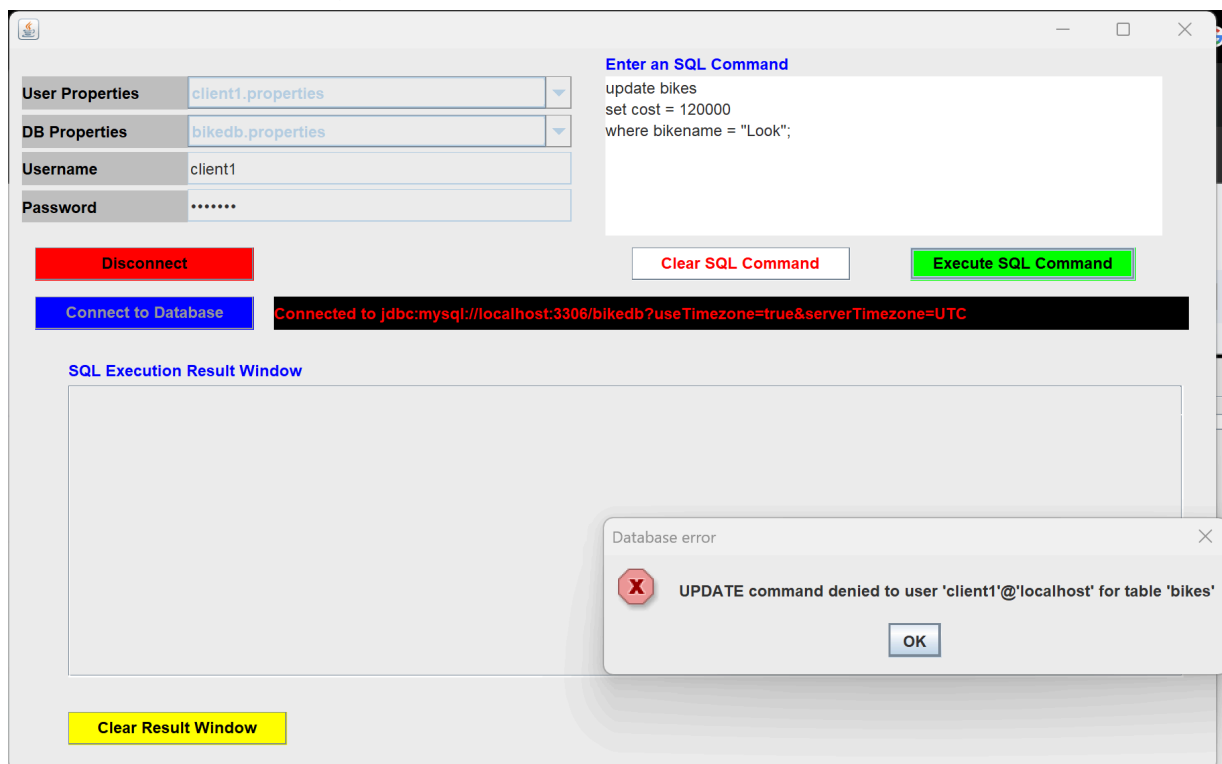 Enter an SQL Command
User Properties client1.properties
DB Properties bikedb.properties
Username client1
Password •••••••
update bikes
set cost = 120000
where bikename = "Look";
Disconnect
Clear SQL Command
Execute SQL Command
Connect to Database
Connected to jdbc:mysql://localhost:3306/bikedb?useTimezone=true&serverTimezone=UTC
SQL Execution Result Window
Database error
X
UPDATE command denied to user 'client1'@'localhost' for table 'bikes'
OK
Clear Result Window